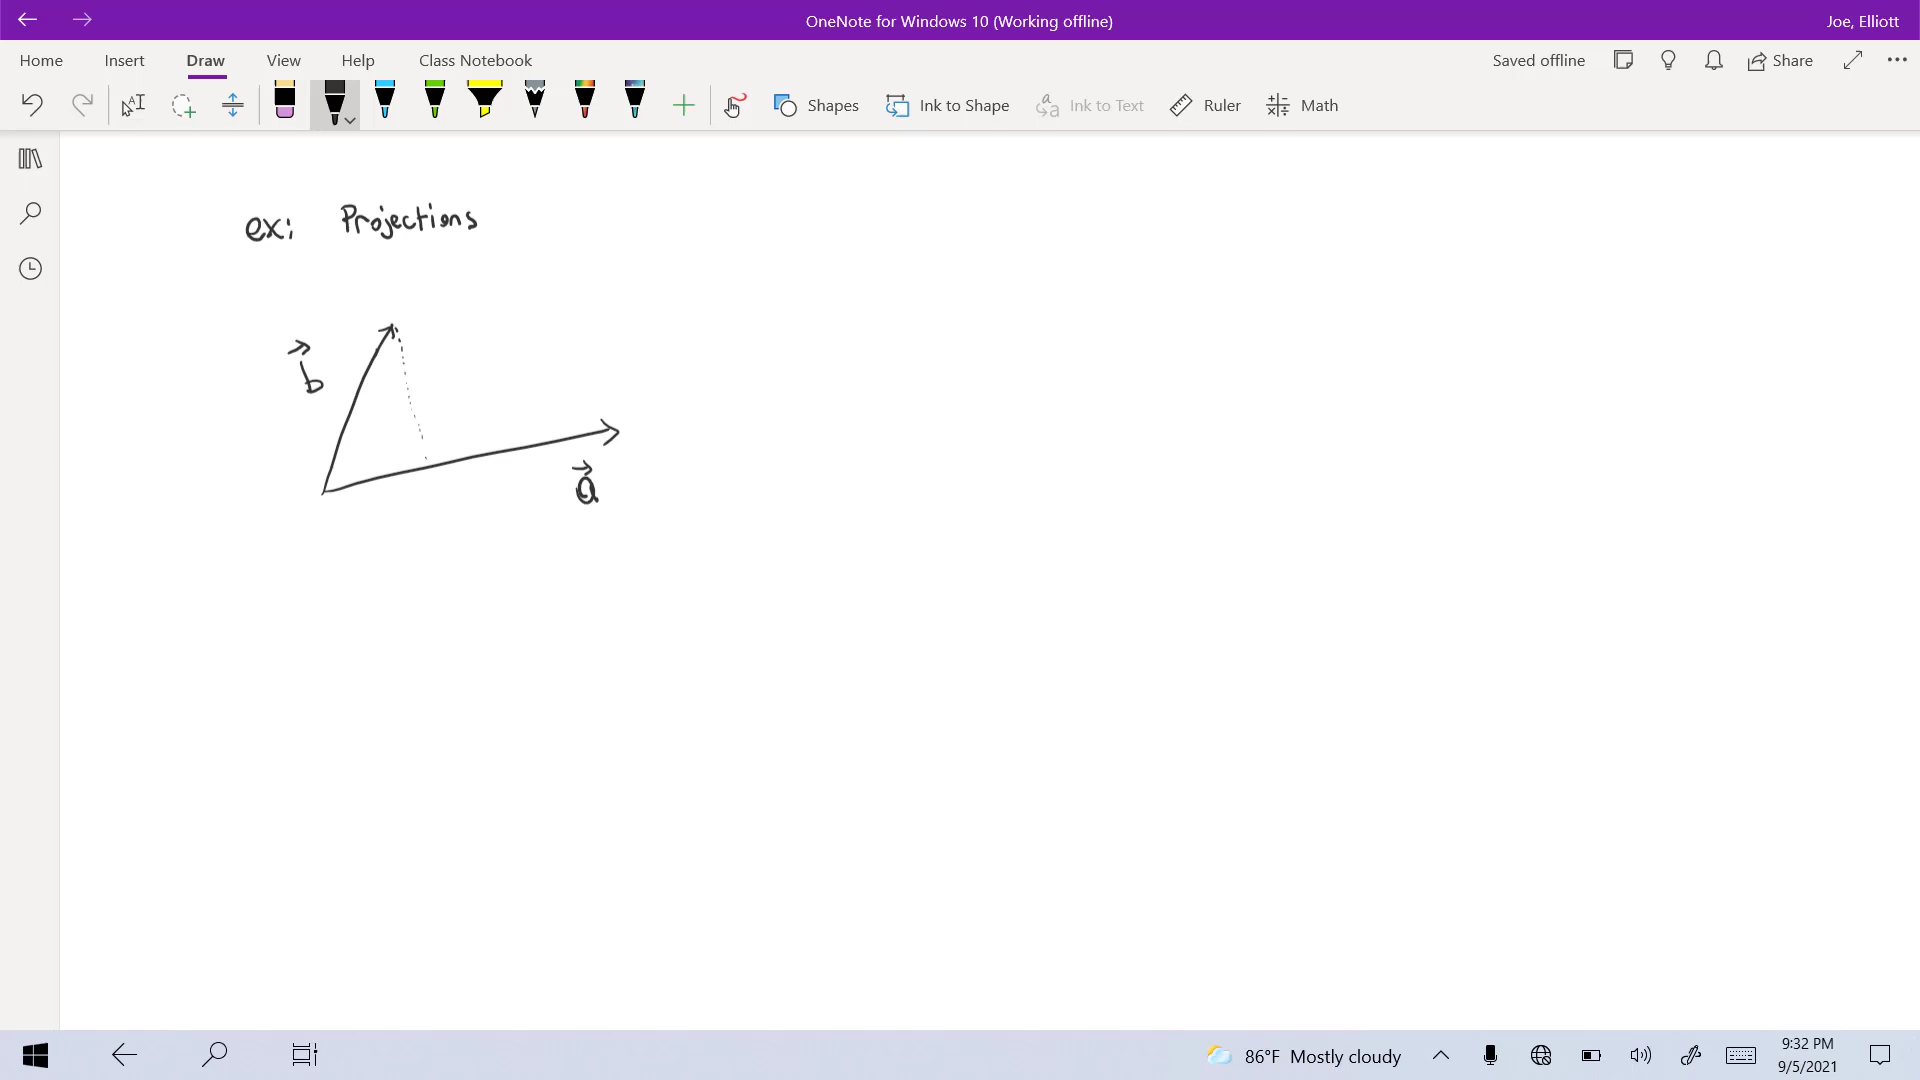 OneNote for Windows 10 (Working offline)
Joe, Elliott
Home Insert Draw View Help Class Notebook
Saved offline Share
Shapes Ink to Shape Ink to Text Ruler Math
ex: Projections
b
a
86°F Mostly cloudy
9:32 PM
9/5/2021